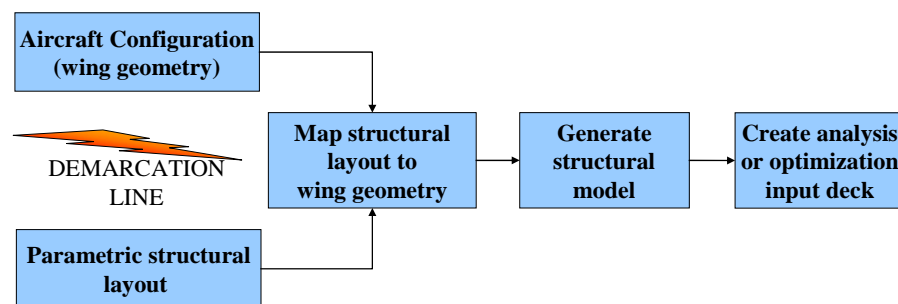 Aircraft Configuration
(wing geometry)
DEMARCATION
LINE
Parametric structural
layout
Map structural
layout to
wing geometry
Generate
structural
model
Create analysis
or optimization
input deck